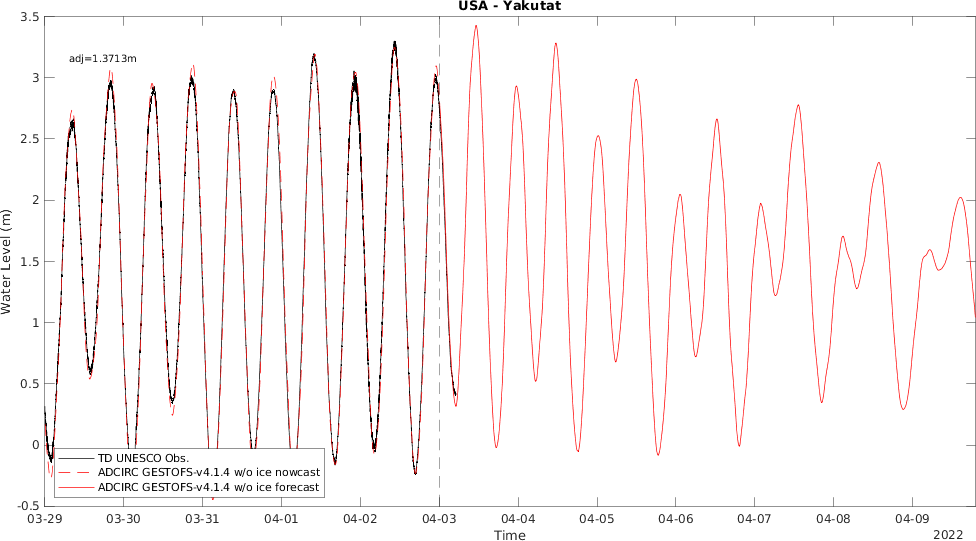 USA - Yakutat
3.5
adj=1.3713m
3
2.5
2
1.5
1
0.5
0
-0.5
Water Level (m)
TD UNESCO Obs.
ADCIRC GESTOFS-v4.1.4 w/o ice nowcast
ADCIRC GESTOFS-v4.1.4 w/o ice forecast
03-29 03-30 03-31 04-01 04-02 04-03 04-04 04-05 04-06 04-07 04-08 04-09
Time
2022